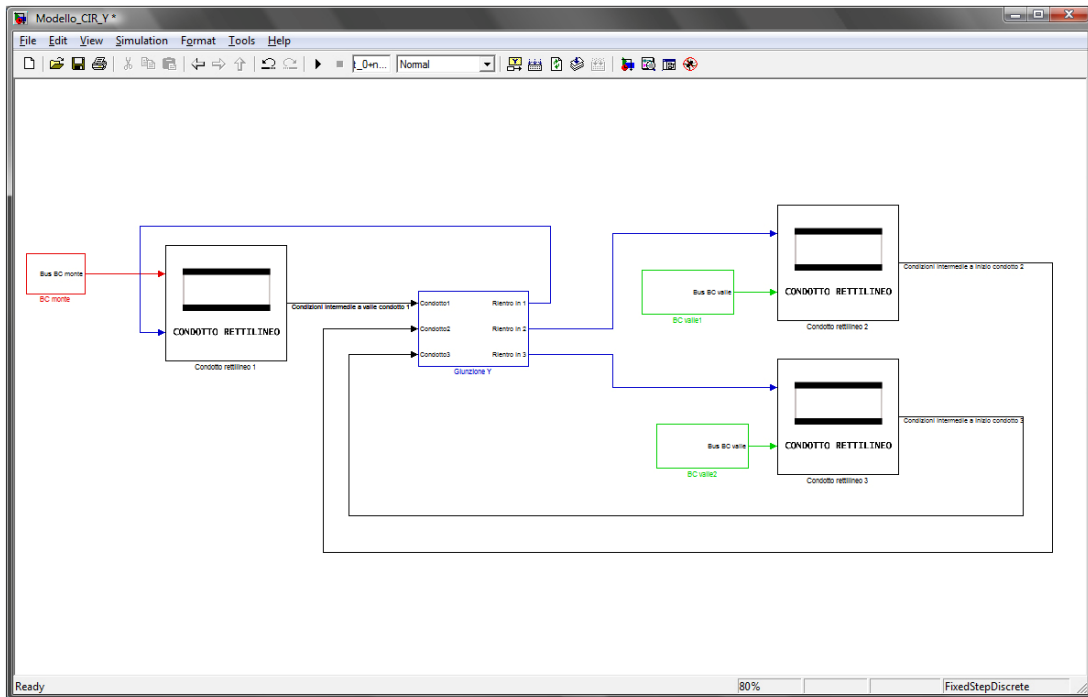 Modello_CIR_Y *
File Edit View Simulation Format Tools Help
t_0+n... Normal
Bus BC monte
BC monte
CONDOTTO RETTILINEO
Condotto rettilineo 1
Condizioni intermedie a valle condotto 1
Condotto1 Rientro in 1
Condotto2 Rientro in 2
Condotto3 Rientro in 3
Giunzione Y
Bus BC valle
BC valle1
CONDOTTO RETTILINEO
Condotto rettilineo 2
Condizioni intermedie a inizio condotto 2
Bus BC valle
BC valle2
CONDOTTO RETTILINEO
Condotto rettilineo 3
Condizioni intermedie a inizio condotto 3
Ready 80% FixedStepDiscrete